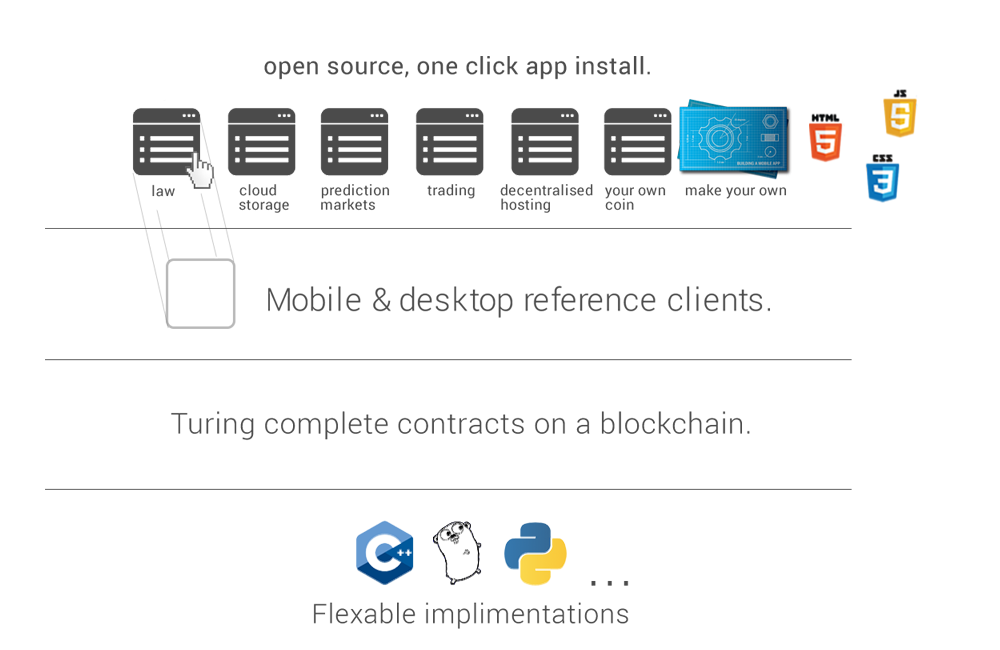 open source, one click app install.
law
cloud
storage
prediction
markets
trading
decentralised
hosting
your own
coin
BUILDING A MOBILE APP
make your own
HTML
5
JS
5
CSS
3
Mobile & desktop reference clients.
Turing complete contracts on a blockchain.
C++
...
Flexable implimentations